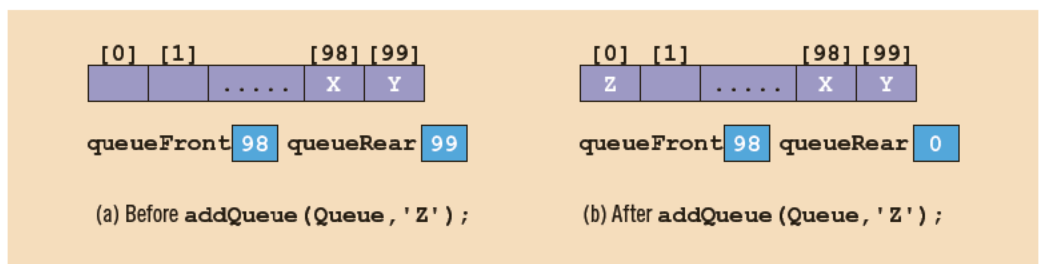 [0] [1] [98] [99]
..... X Y
queueFront 98 queueRear 99
(a) Before addQueue(Queue,'Z');
[0] [1] [98] [99]
Z ..... X Y
queueFront 98 queueRear 0
(b) After addQueue(Queue,'Z');